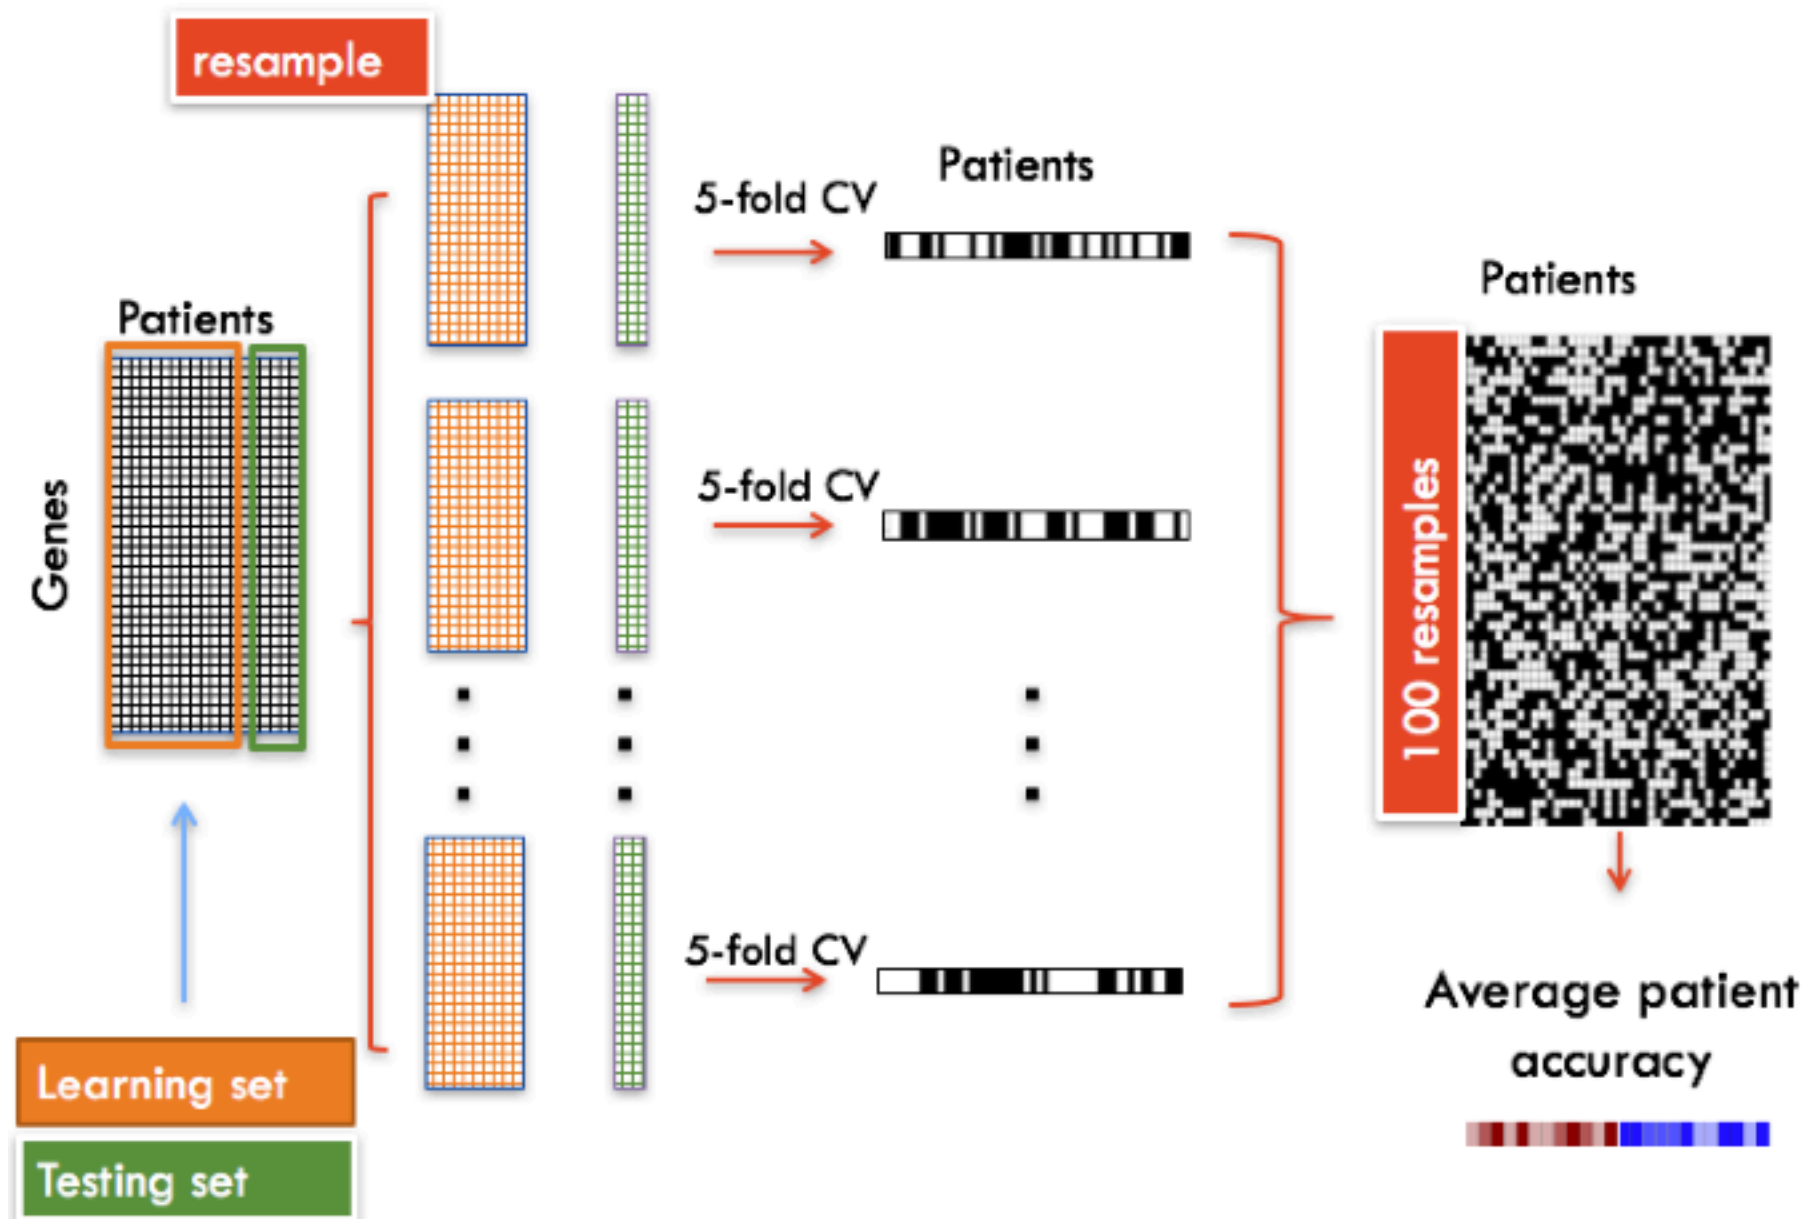 resample
Patients
5-fold CV
Patients
Patients
Genes
5-fold CV
100 resamples
5-fold CV
Average patient
accuracy
Learning set
Testing set